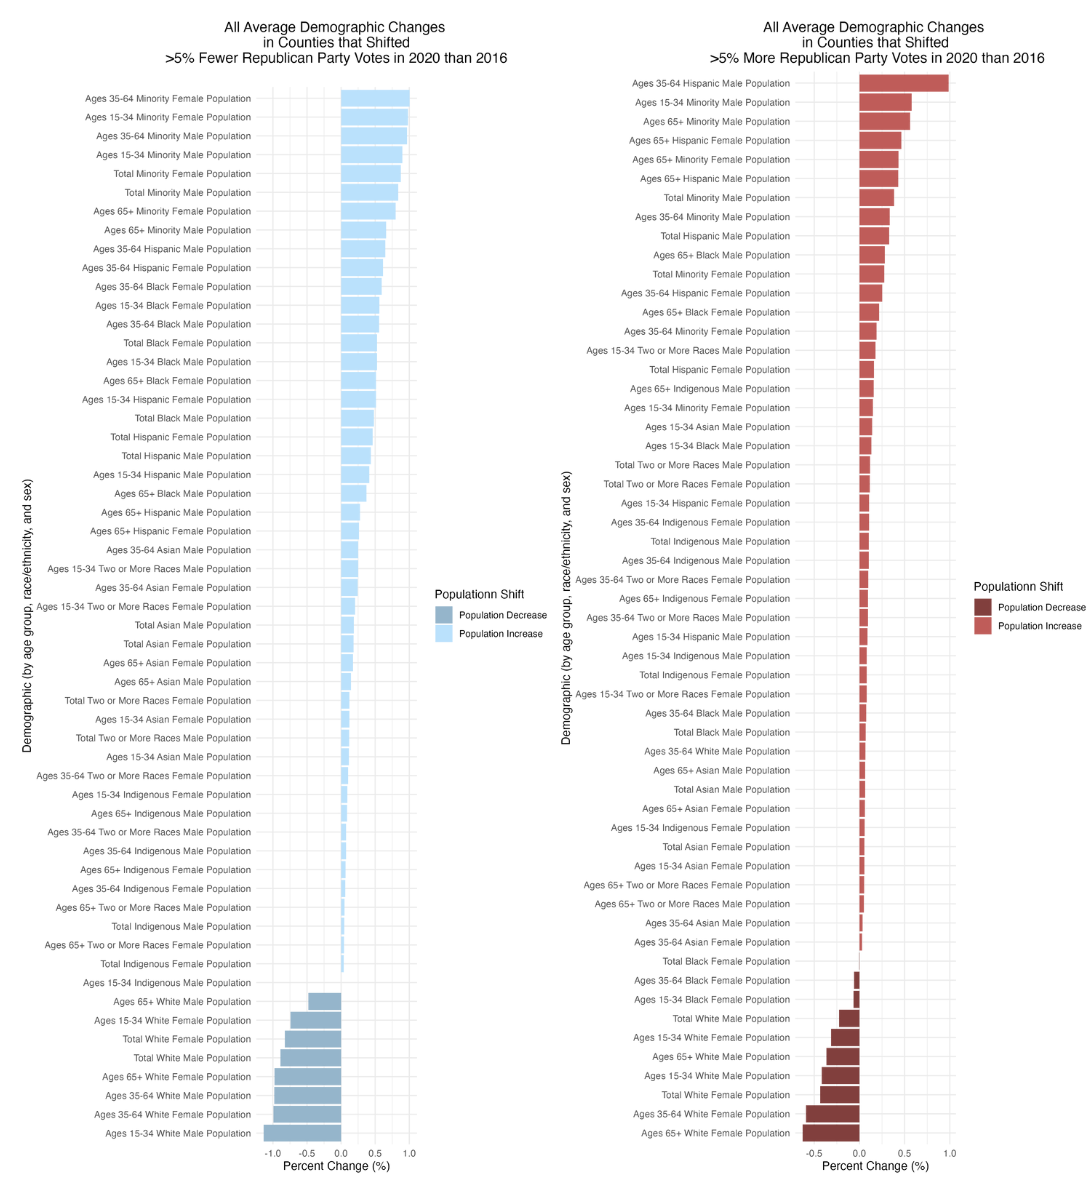 All Average Demographic Changes
in Counties that Shifted
>5% Fewer Republican Party Votes in 2020 than 2016
Demographic (by age group, race/ethnicity, and sex)
Ages 35-64 Minority Female Population
Ages 15-34 Minority Female Population
Ages 35-64 Minority Male Population
Ages 15-34 Minority Male Population
Total Minority Female Population
Total Minority Male Population
Ages 65+ Minority Female Population
Ages 65+ Minority Male Population
Ages 35-64 Hispanic Male Population
Ages 35-64 Hispanic Female Population
Ages 35-64 Black Female Population
Ages 15-34 Black Female Population
Ages 35-64 Black Male Population
Total Black Female Population
Ages 15-34 Black Male Population
Ages 65+ Black Female Population
Ages 15-34 Hispanic Female Population
Total Black Male Population
Total Hispanic Female Population
Total Hispanic Male Population
Ages 15-34 Hispanic Male Population
Ages 65+ Black Male Population
Ages 65+ Hispanic Male Population
Ages 65+ Hispanic Female Population
Ages 35-64 Asian Male Population
Ages 15-34 Two or More Races Male Population
Ages 35-64 Asian Female Population
Ages 15-34 Two or More Races Female Population
Total Asian Male Population
Total Asian Female Population
Ages 65+ Asian Female Population
Ages 65+ Asian Male Population
Total Two or More Races Female Population
Ages 15-34 Asian Female Population
Total Two or More Races Male Population
Ages 15-34 Asian Male Population
Ages 35-64 Two or More Races Female Population
Ages 15-34 Indigenous Female Population
Ages 65+ Indigenous Male Population
Ages 35-64 Two or More Races Male Population
Ages 35-64 Indigenous Male Population
Ages 65+ Indigenous Female Population
Ages 35-64 Indigenous Female Population
Ages 65+ Two or More Races Male Population
Total Indigenous Male Population
Ages 65+ Two or More Races Female Population
Total Indigenous Female Population
Ages 15-34 Indigenous Male Population
Ages 65+ White Male Population
Ages 15-34 White Female Population
Total White Female Population
Total White Male Population
Ages 65+ White Female Population
Ages 35-64 White Male Population
Ages 35-64 White Female Population
Ages 15-34 White Male Population
-1.0 -0.5 0.0 0.5 1.0
Percent Change (%)
Populationn Shift
Population Decrease
Population Increase
All Average Demographic Changes
in Counties that Shifted
>5% More Republican Party Votes in 2020 than 2016
Demographic (by age group, race/ethnicity, and sex)
Ages 35-64 Hispanic Male Population
Ages 15-34 Minority Male Population
Ages 65+ Minority Male Population
Ages 65+ Hispanic Female Population
Ages 65+ Minority Female Population
Ages 65+ Hispanic Male Population
Total Minority Male Population
Ages 35-64 Minority Male Population
Total Hispanic Male Population
Ages 65+ Black Male Population
Total Minority Female Population
Ages 35-64 Hispanic Female Population
Ages 65+ Black Female Population
Ages 35-64 Minority Female Population
Ages 15-34 Two or More Races Male Population
Total Hispanic Female Population
Ages 65+ Indigenous Male Population
Ages 15-34 Minority Female Population
Ages 15-34 Asian Male Population
Ages 15-34 Black Male Population
Total Two or More Races Male Population
Total Two or More Races Female Population
Ages 15-34 Hispanic Female Population
Ages 35-64 Indigenous Female Population
Total Indigenous Male Population
Ages 35-64 Indigenous Male Population
Ages 35-64 Two or More Races Female Population
Ages 65+ Indigenous Female Population
Ages 35-64 Two or More Races Male Population
Ages 15-34 Hispanic Male Population
Ages 15-34 Indigenous Male Population
Total Indigenous Female Population
Ages 15-34 Two or More Races Female Population
Ages 35-64 Black Male Population
Total Black Male Population
Ages 35-64 White Male Population
Ages 65+ Asian Male Population
Total Asian Male Population
Ages 65+ Asian Female Population
Ages 15-34 Indigenous Female Population
Total Asian Female Population
Ages 15-34 Asian Female Population
Ages 65+ Two or More Races Female Population
Ages 65+ Two or More Races Male Population
Ages 35-64 Asian Male Population
Ages 35-64 Asian Female Population
Total Black Female Population
Ages 35-64 Black Female Population
Ages 15-34 Black Female Population
Total White Male Population
Ages 15-34 White Female Population
Ages 65+ White Male Population
Ages 15-34 White Male Population
Total White Female Population
Ages 35-64 White Female Population
Ages 65+ White Female Population
-0.5 0.0 0.5 1.0
Percent Change (%)
Populationn Shift
Population Decrease
Population Increase